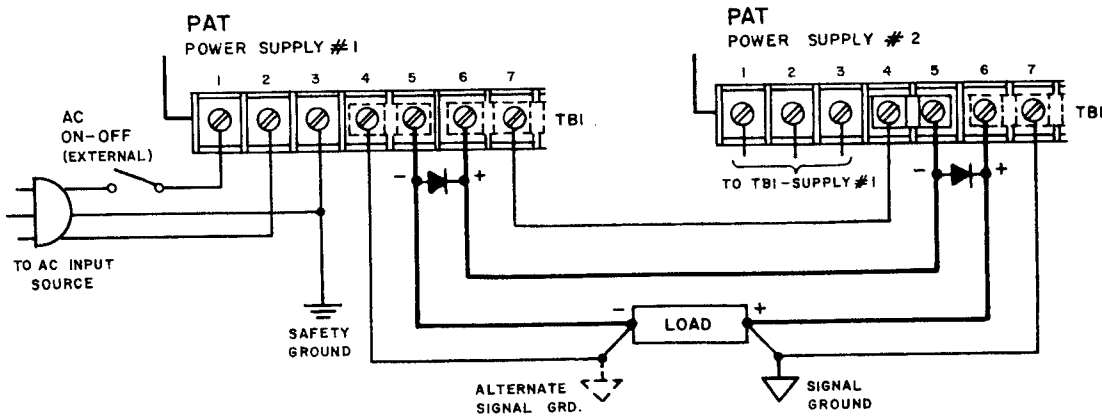 PAT
POWER SUPPLY #1
1 2 3 4 5 6 7
TB1
AC
ON-OFF
(EXTERNAL)
TO AC INPUT
SOURCE
SAFETY
GROUND
- +
PAT
POWER SUPPLY #2
1 2 3 4 5 6 7
TB1
TO TB1-SUPPLY #1
- +
- LOAD +
ALTERNATE
SIGNAL GRD.
SIGNAL
GROUND